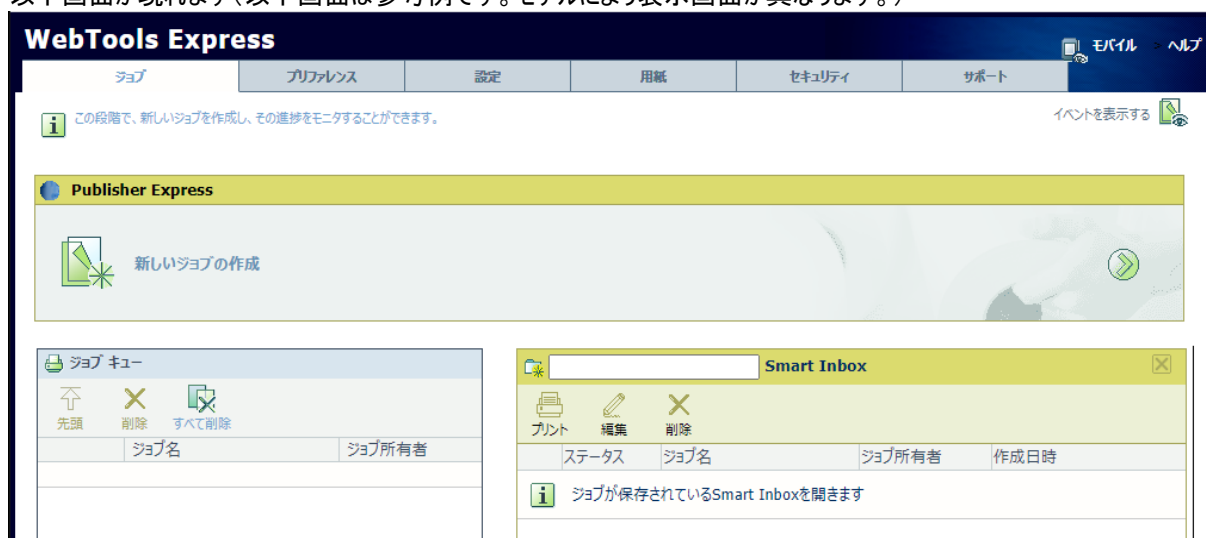 以下画面が現れます（以下画面は参考例です。モデルにより表示画面が異なります。）
WebTools Express
モバイル > ヘルプ
ジョブ プリファレンス 設定 用紙 セキュリティ サポート
この段階で、新しいジョブを作成し、その進捗をモニタすることができます。
イベントを表示する
Publisher Express
新しいジョブの作成
ジョブ キュー
先頭 削除 すべて削除
ジョブ名 ジョブ所有者
Smart Inbox
プリント 編集 削除
ステータス ジョブ名 ジョブ所有者 作成日時
ジョブが保存されているSmart Inboxを開きます